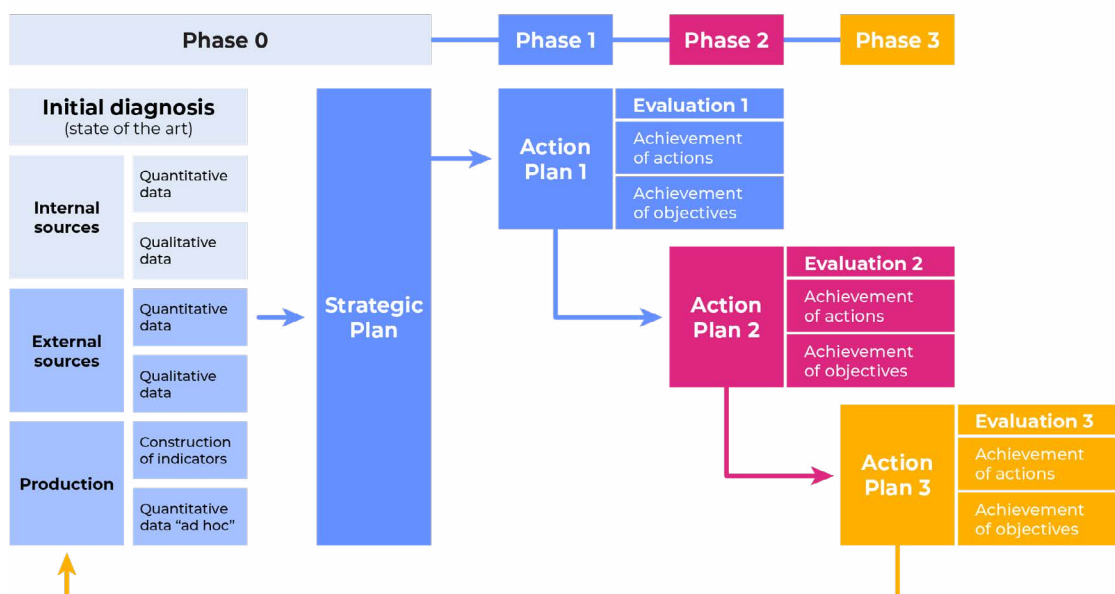 Phase 0
Phase 1
Phase 2
Phase 3
Initial diagnosis
(state of the art)
Internal
sources
Quantitative
data
Qualitative
data
External
sources
Quantitative
data
Qualitative
data
Production
Construction
of indicators
Quantitative
data “ad hoc”
Strategic
Plan
Action
Plan 1
Evaluation 1
Achievement
of actions
Achievement
of objectives
Action
Plan 2
Evaluation 2
Achievement
of actions
Achievement
of objectives
Action
Plan 3
Evaluation 3
Achievement
of actions
Achievement
of objectives